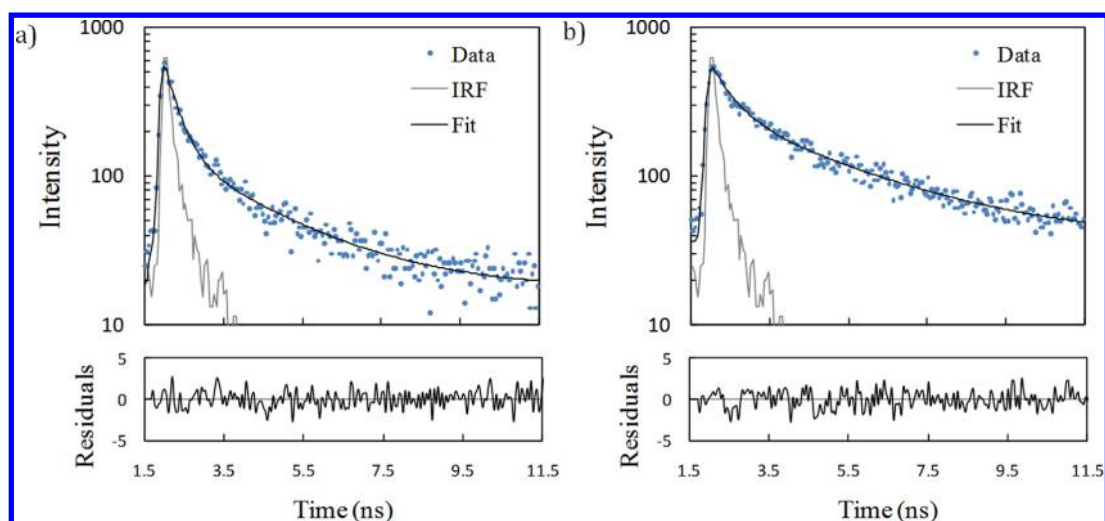 a)
1000
100
10
Intensity
Data
IRF
Fit
5
0
-5
Residuals
1.5 3.5 5.5 7.5 9.5 11.5
Time (ns)
b)
1000
100
10
Intensity
Data
IRF
Fit
5
0
-5
Residuals
1.5 3.5 5.5 7.5 9.5 11.5
Time (ns)